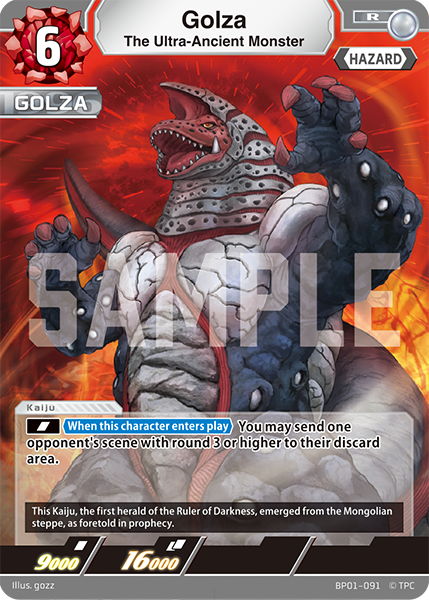 6
Golza
The Ultra-Ancient Monster
R
HAZARD
GOLZA
SAMPLE
Kaiju
When this character enters play You may send one
opponent's scene with round 3 or higher to their discard
area.
This Kaiju, the first herald of the Ruler of Darkness, emerged from the Mongolian
steppe, as foretold in prophecy.
9000 16000
Illus. gozz BP01-091 © TPC